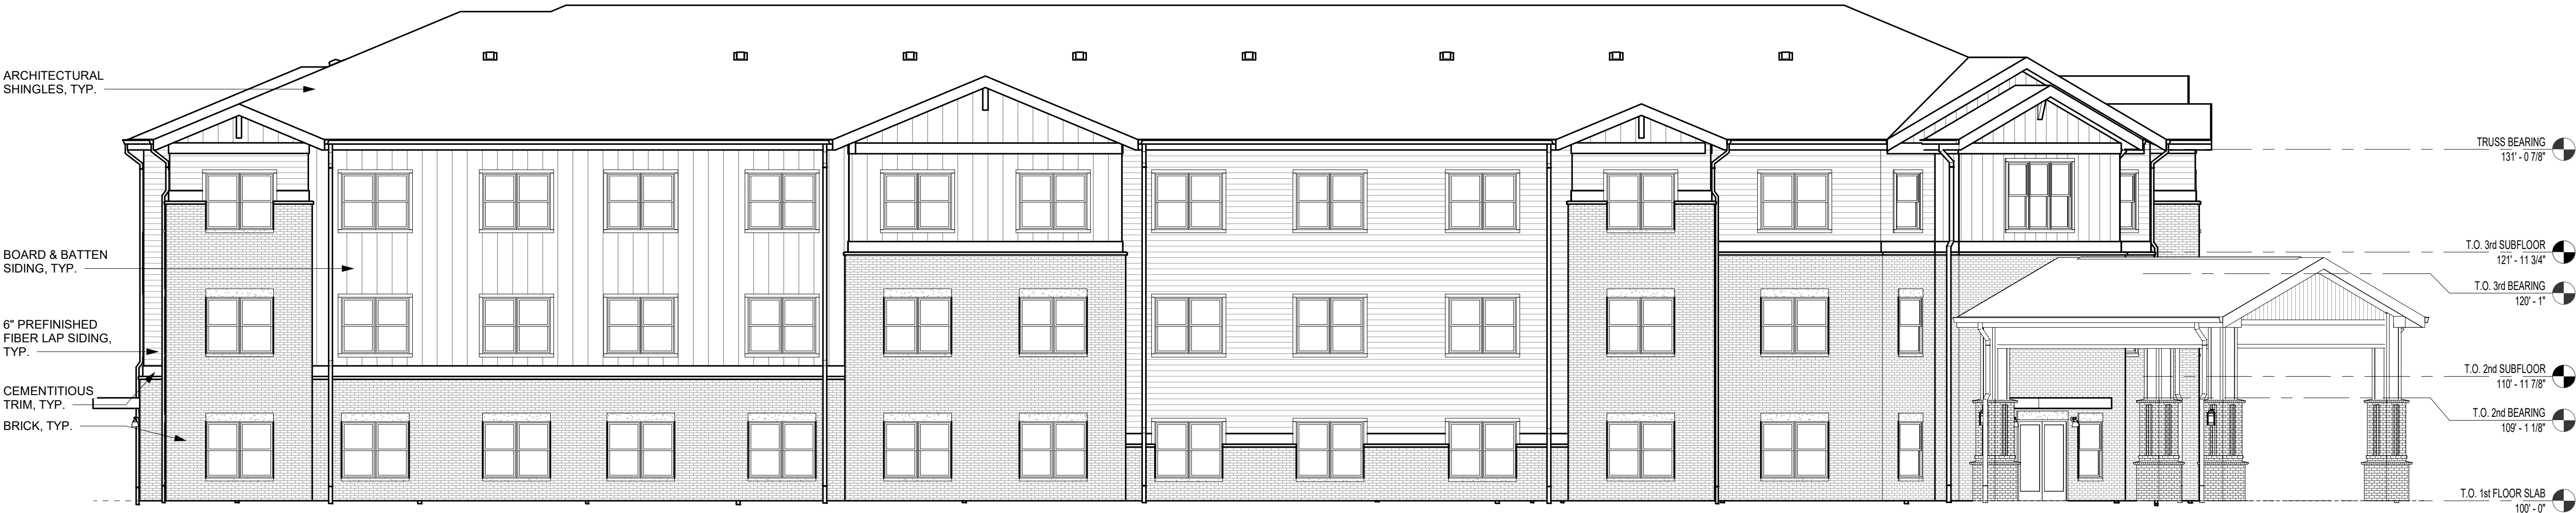 ARCHITECTURAL
SHINGLES, TYP.
BOARD & BATTEN
SIDING, TYP.
6" PREFINISHED
FIBER LAP SIDING,
TYP.
CEMENTITIOUS
TRIM, TYP.
BRICK, TYP.
TRUSS BEARING
131' - 0 7/8"
T.O. 3rd SUBFLOOR
121' - 11 3/4"
T.O. 3rd BEARING
120' - 1"
T.O. 2nd SUBFLOOR
110' - 11 7/8"
T.O. 2nd BEARING
109' - 1 1/8"
T.O. 1st FLOOR SLAB
100' - 0"